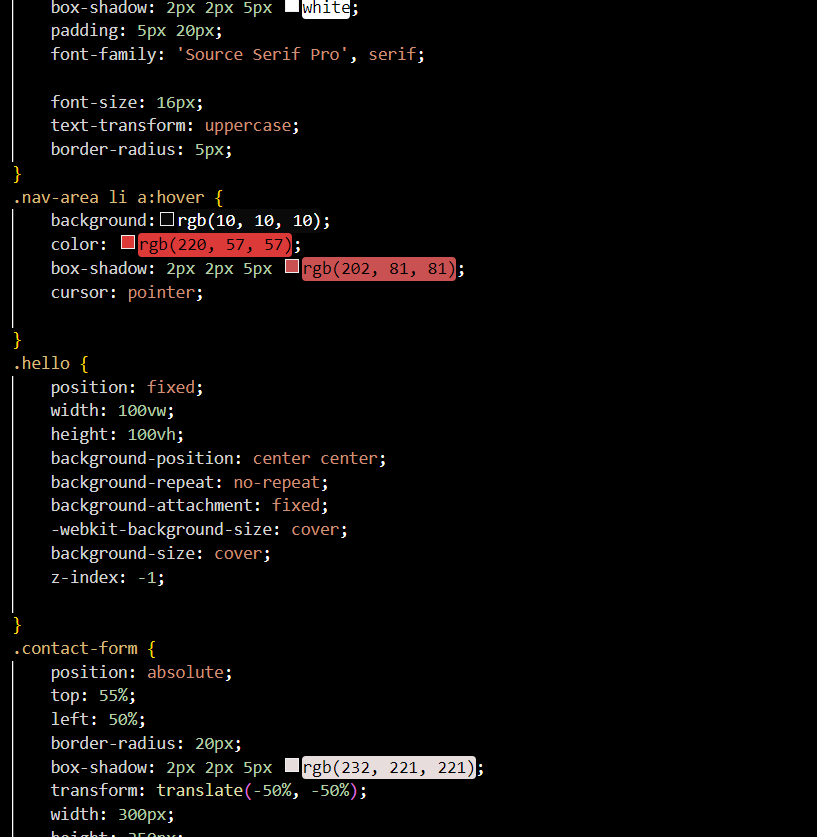 box-shadow: 2px 2px 5px white;
padding: 5px 20px;
font-family: 'Source Serif Pro', serif;
font-size: 16px;
text-transform: uppercase;
border-radius: 5px;
}
.nav-area li a:hover {
background: rgb(10, 10, 10);
color: rgb(220, 57, 57);
box-shadow: 2px 2px 5px rgb(202, 81, 81);
cursor: pointer;
}
.hello {
position: fixed;
width: 100vw;
height: 100vh;
background-position: center center;
background-repeat: no-repeat;
background-attachment: fixed;
-webkit-background-size: cover;
background-size: cover;
z-index: -1;
}
.contact-form {
position: absolute;
top: 55%;
left: 50%;
border-radius: 20px;
box-shadow: 2px 2px 5px rgb(232, 221, 221);
transform: translate(-50%, -50%);
width: 300px;